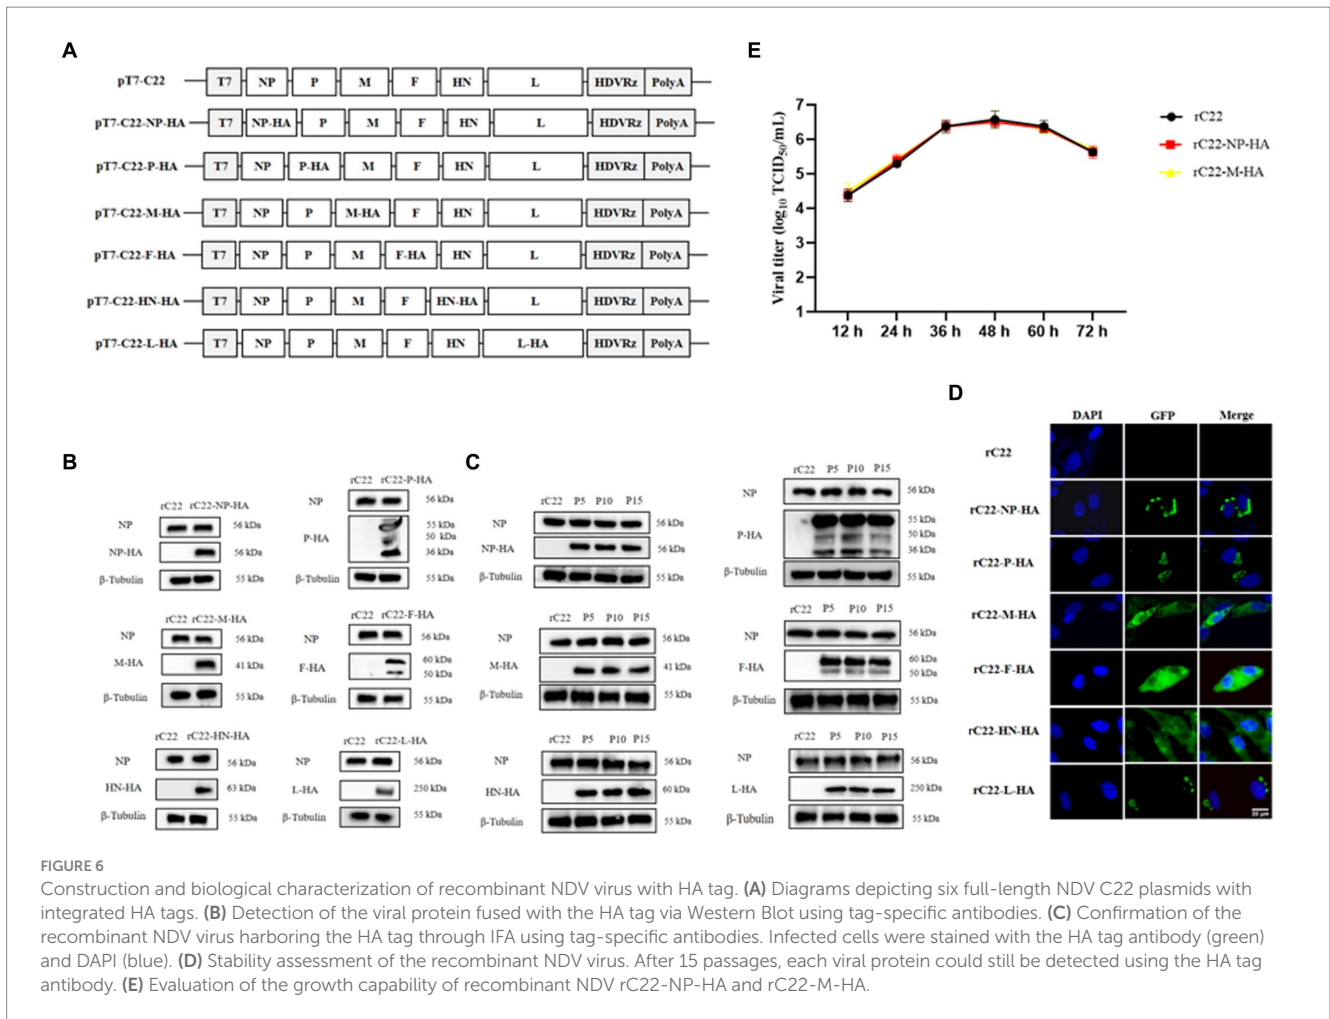 A
pT7-C22 T7 NP P M F HN L HDVRz PolyA
pT7-C22-NP-HA T7 NP-HA P M F HN L HDVRz PolyA
pT7-C22-P-HA T7 NP P-HA M F HN L HDVRz PolyA
pT7-C22-M-HA T7 NP P M-HA F HN L HDVRz PolyA
pT7-C22-F-HA T7 NP P M F-HA HN L HDVRz PolyA
pT7-C22-HN-HA T7 NP P M F HN-HA L HDVRz PolyA
pT7-C22-L-HA T7 NP P M F HN L-HA HDVRz PolyA
E
Viral titer (log10 TCID50/mL)
7
6
5
4
3
2
1
12 h 24 h 36 h 48 h 60 h 72 h
rC22
rC22-NP-HA
rC22-M-HA
B
rC22 rC22-NP-HA
NP 56 kDa
NP-HA 56 kDa
β-Tubulin 55 kDa
rC22 rC22-P-HA
NP 56 kDa
P-HA 55 kDa
50 kDa
36 kDa
β-Tubulin 55 kDa
rC22 rC22-M-HA
NP 56 kDa
M-HA 41 kDa
β-Tubulin 55 kDa
rC22 rC22-F-HA
NP 56 kDa
F-HA 60 kDa
50 kDa
β-Tubulin 55 kDa
rC22 rC22-HN-HA
NP 56 kDa
HN-HA 63 kDa
β-Tubulin 55 kDa
rC22 rC22-L-HA
NP 56 kDa
L-HA 250 kDa
β-Tubulin 55 kDa
C
rC22 P5 P10 P15
NP 56 kDa
NP-HA 56 kDa
β-Tubulin 55 kDa
rC22 P5 P10 P15
NP 56 kDa
P-HA 55 kDa
50 kDa
36 kDa
β-Tubulin 55 kDa
rC22 P5 P10 P15
NP 56 kDa
M-HA 41 kDa
β-Tubulin 55 kDa
rC22 P5 P10 P15
NP 56 kDa
F-HA 60 kDa
50 kDa
β-Tubulin 55 kDa
rC22 P5 P10 P15
NP 56 kDa
HN-HA 60 kDa
β-Tubulin 55 kDa
rC22 P5 P10 P15
NP 56 kDa
L-HA 250 kDa
β-Tubulin 55 kDa
D
DAPI GFP Merge
rC22
rC22-NP-HA
rC22-P-HA
rC22-M-HA
rC22-F-HA
rC22-HN-HA
rC22-L-HA
20 μm
FIGURE 6
Construction and biological characterization of recombinant NDV virus with HA tag. (A) Diagrams depicting six full-length NDV C22 plasmids with
integrated HA tags. (B) Detection of the viral protein fused with the HA tag via Western Blot using tag-specific antibodies. (C) Confirmation of the
recombinant NDV virus harboring the HA tag through IFA using tag-specific antibodies. Infected cells were stained with the HA tag antibody (green)
and DAPI (blue). (D) Stability assessment of the recombinant NDV virus. After 15 passages, each viral protein could still be detected using the HA tag
antibody. (E) Evaluation of the growth capability of recombinant NDV rC22-NP-HA and rC22-M-HA.